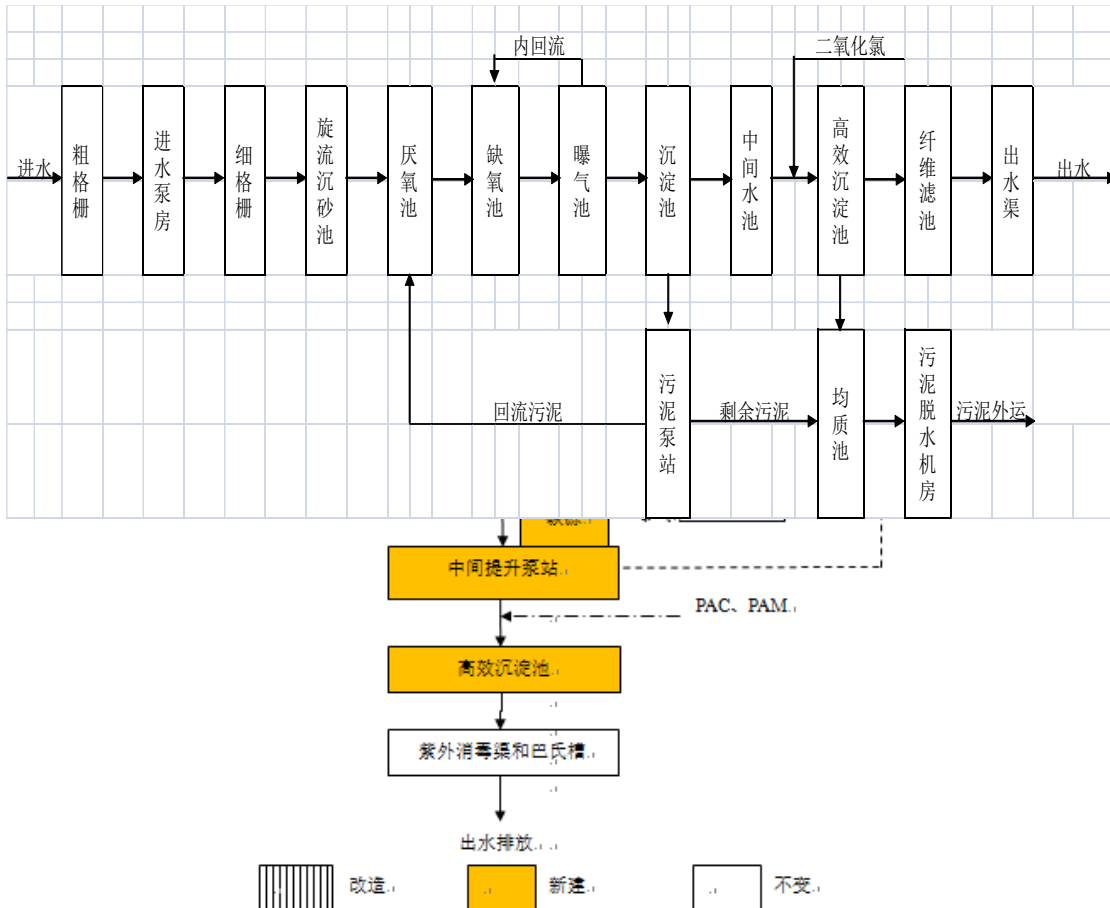 内回流
二氧化氯
进水
粗格栅
进水泵房
细格栅
旋流沉砂池
厌氧池
缺氧池
曝气池
沉淀池
中间水池
高效沉淀池
纤维滤池
出水渠
出水
回流污泥
污泥泵站
剩余污泥
均质池
污泥脱水机房
污泥外运
中间提升泵站
PAC、PAM
高效沉淀池
紫外消毒渠和巴氏槽
出水排放
改造
新建
不变